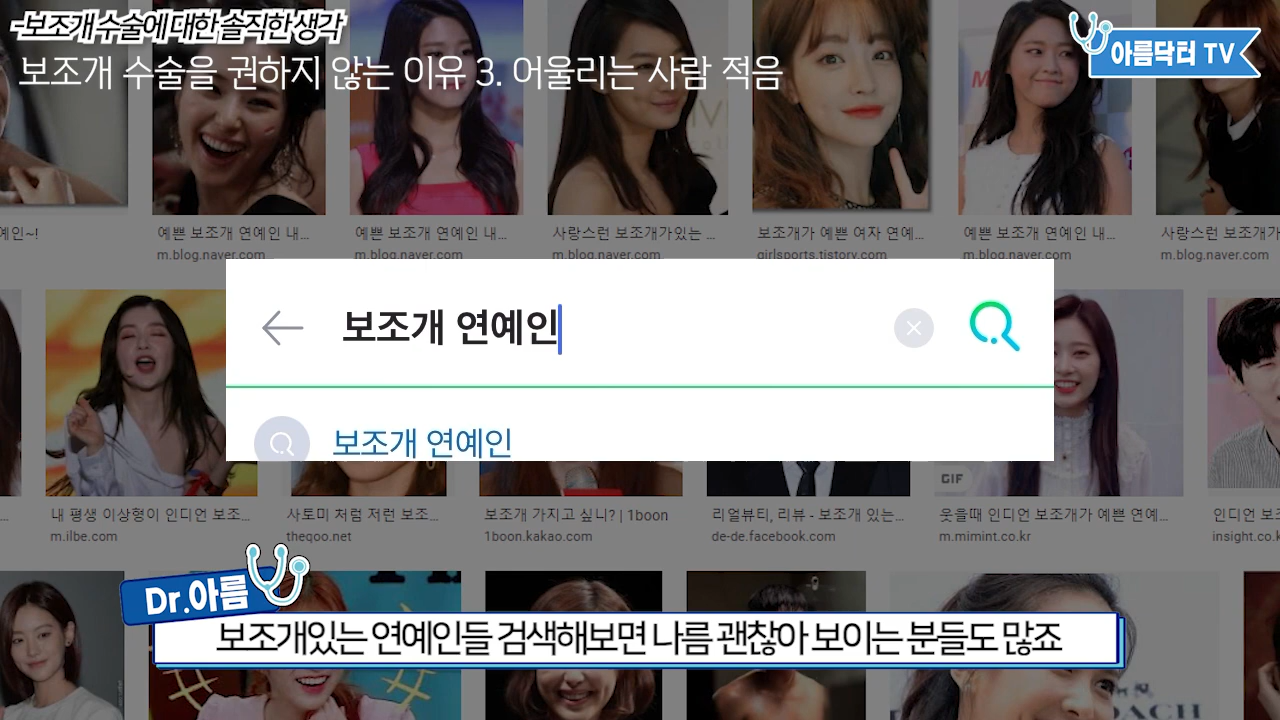 -보조개 수술에 대한 솔직한 생각
보조개 수술을 권하지 않는 이유 3. 어울리는 사람 적음
아름닥터 TV
예인~!
예쁜 보조개 연예인 내...
예쁜 보조개 연예인 내...
사랑스런 보조개가있는 ...
보조개가 예쁜 여자 연예...
예쁜 보조개 연예인 내...
사랑스런 보조개가
m.blog.naver.com
m.blog.naver.com
m.blog.naver.com
girlsports.tistory.com
m.blog.naver.com
m.blog.naver.com
보조개 연예인
보조개 연예인
GIF
내 평생 이상형이 인디언 보조...
사토미 처럼 저런 보조...
보조개 가지고 싶니? | 1boon
리얼뷰티, 리뷰 - 보조개 있는...
웃을때 인디언 보조개가 예쁜 연예...
인디언 보조
m.ilbe.com
theqoo.net
1boon.kakao.com
de-de.facebook.com
m.mimint.co.kr
insight.co.k
Dr.아름
보조개있는 연예인들 검색해보면 나름 괜찮아 보이는 분들도 많죠
COACH